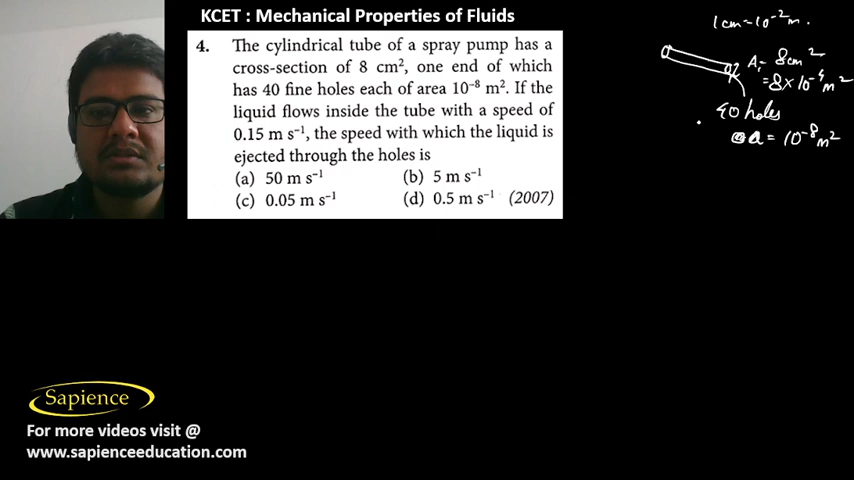 KCET : Mechanical Properties of Fluids
4. The cylindrical tube of a spray pump has a
cross-section of 8 cm², one end of which
has 40 fine holes each of area 10⁻⁸ m². If the
liquid flows inside the tube with a speed of
0.15 m s⁻¹, the speed with which the liquid is
ejected through the holes is
(a) 50 m s⁻¹ (b) 5 m s⁻¹
(c) 0.05 m s⁻¹ (d) 0.5 m s⁻¹ (2007)
1 cm = 10⁻² m.
A₁ = 8 cm²
= 8 × 10⁻⁴ m²
40 holes
a = 10⁻⁸ m²
Sapience
For more videos visit @
www.sapienceeducation.com